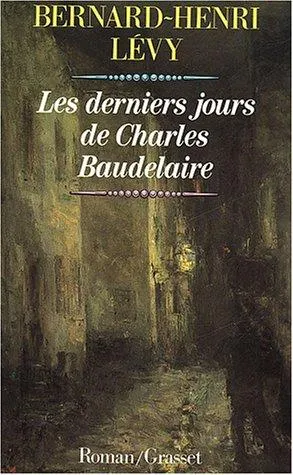 BERNARD-HENRI
LÉVY
Les derniers jours
de Charles
Baudelaire
Roman/Grasset